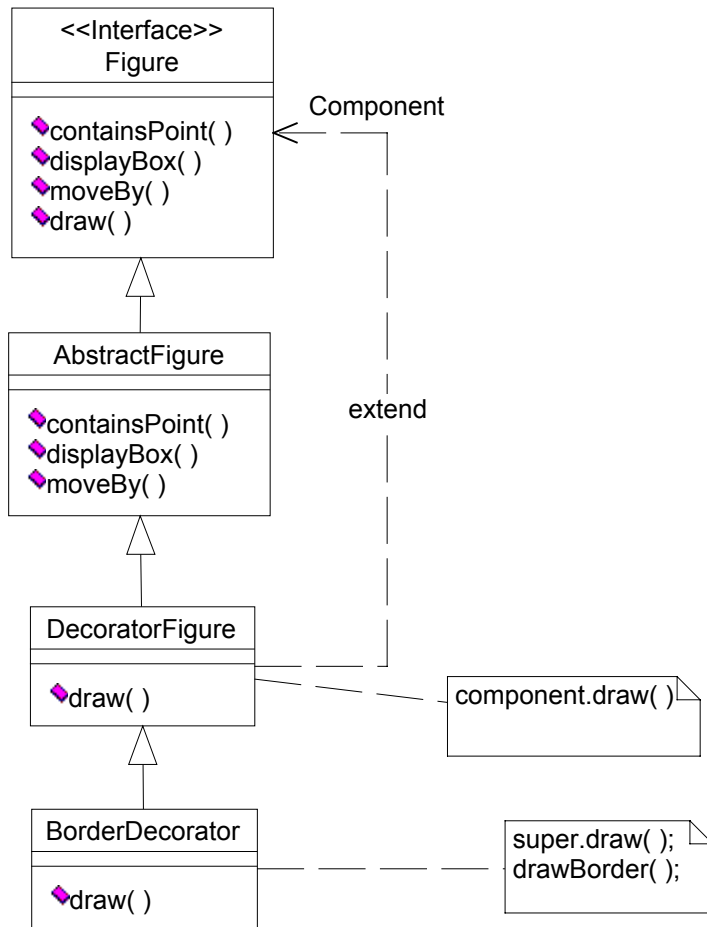 <<Interface>>
Figure
containsPoint( )
displayBox( )
moveBy( )
draw( )
Component
AbstractFigure
containsPoint( )
displayBox( )
moveBy( )
extend
DecoratorFigure
draw( )
component.draw( )
BorderDecorator
draw( )
super.draw( );
drawBorder( );